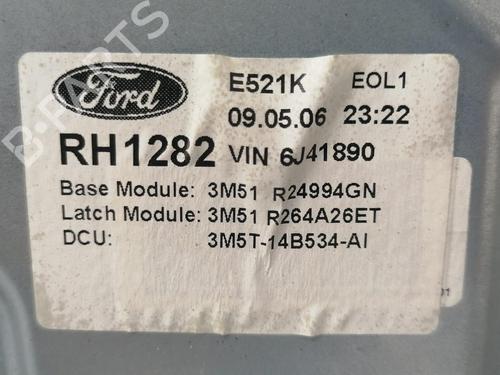 Ford E521K EOL1
09.05.06 23:22
RH1282 VIN 6J41890
Base Module: 3M51 R24994GN
Latch Module: 3M51 R264A26ET
DCU: 3M5T-14B534-AI
B-PARTS